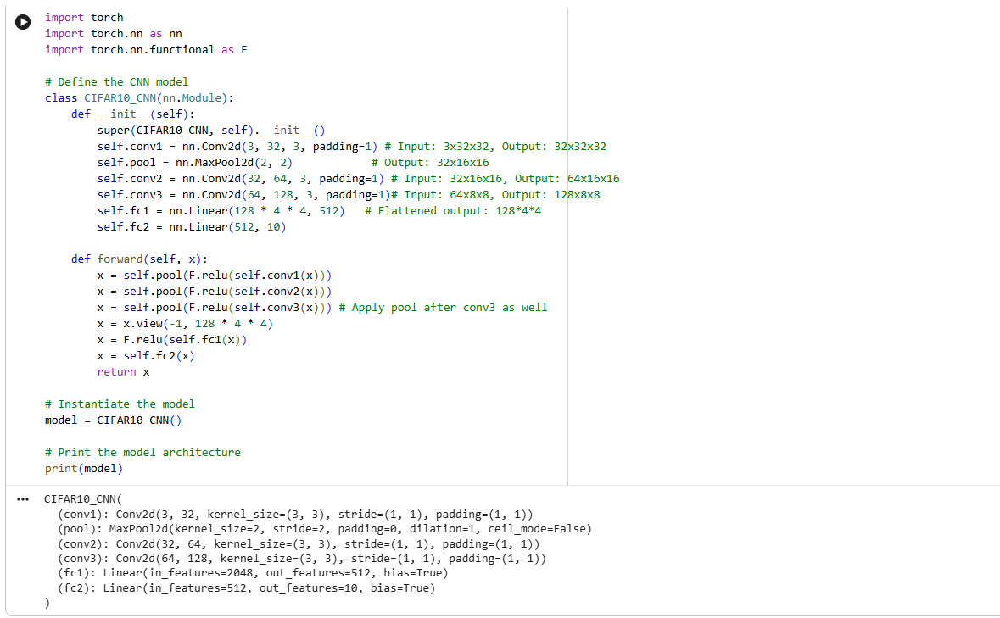 import torch
import torch.nn as nn
import torch.nn.functional as F

# Define the CNN model
class CIFAR10_CNN(nn.Module):
    def __init__(self):
        super(CIFAR10_CNN, self).__init__()
        self.conv1 = nn.Conv2d(3, 32, 3, padding=1) # Input: 3x32x32, Output: 32x32x32
        self.pool = nn.MaxPool2d(2, 2)            # Output: 32x16x16
        self.conv2 = nn.Conv2d(32, 64, 3, padding=1) # Input: 32x16x16, Output: 64x16x16
        self.conv3 = nn.Conv2d(64, 128, 3, padding=1)# Input: 64x8x8, Output: 128x8x8
        self.fc1 = nn.Linear(128 * 4 * 4, 512)   # Flattened output: 128*4*4
        self.fc2 = nn.Linear(512, 10)

    def forward(self, x):
        x = self.pool(F.relu(self.conv1(x)))
        x = self.pool(F.relu(self.conv2(x)))
        x = self.pool(F.relu(self.conv3(x))) # Apply pool after conv3 as well
        x = x.view(-1, 128 * 4 * 4)
        x = F.relu(self.fc1(x))
        x = self.fc2(x)
        return x

# Instantiate the model
model = CIFAR10_CNN()

# Print the model architecture
print(model)
CIFAR10_CNN(
  (conv1): Conv2d(3, 32, kernel_size=(3, 3), stride=(1, 1), padding=(1, 1))
  (pool): MaxPool2d(kernel_size=2, stride=2, padding=0, dilation=1, ceil_mode=False)
  (conv2): Conv2d(32, 64, kernel_size=(3, 3), stride=(1, 1), padding=(1, 1))
  (conv3): Conv2d(64, 128, kernel_size=(3, 3), stride=(1, 1), padding=(1, 1))
  (fc1): Linear(in_features=2048, out_features=512, bias=True)
  (fc2): Linear(in_features=512, out_features=10, bias=True)
)